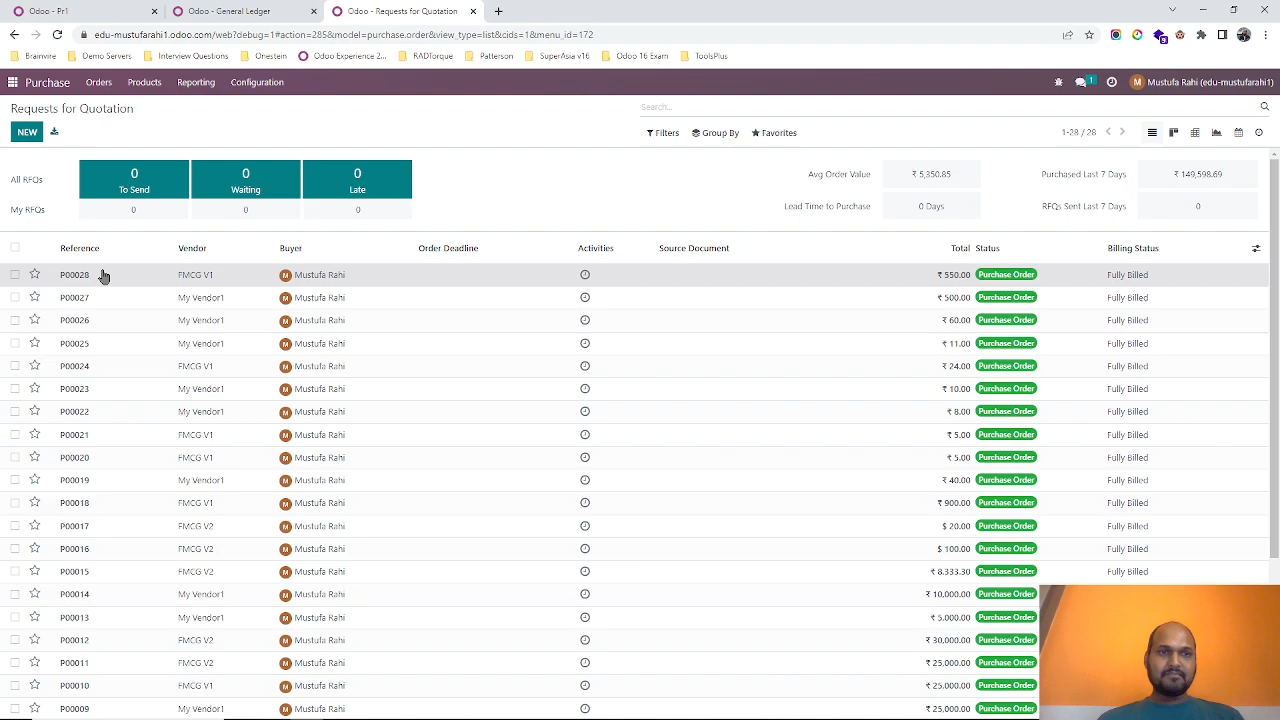 Odoo - Pr1
Odoo - General Ledger
Odoo - Requests for Quotation
edu-mustufarahi1.odoo.com/web?debug=1#action=285&model=purchase.order&view_type=list&cids=1&menu_id=172
Brainvire
Demo Servers
Interview Questions
Onestein
Odoo Experience 2...
RADTorque
Patterson
SuperAsia v16
Odoo 16 Exam
ToolsPlus
Purchase Orders Products Reporting Configuration
1
M Mustufa Rahi (edu-mustufarahi1)
Requests for Quotation
Search...
NEW
Filters Group By Favorites
1-28 / 28
All RFQs
0 To Send
0 Waiting
0 Late
My RFQs 0 0 0
Avg Order Value ₹ 5,350.85
Purchased Last 7 Days ₹ 149,598.69
Lead Time to Purchase 0 Days
RFQs Sent Last 7 Days 0
Reference Vendor Buyer Order Deadline Activities Source Document Total Status Billing Status
P00028 FMCG V1 M Mustufa Rahi ₹ 550.00 Purchase Order Fully Billed
P00027 My Vendor1 M Mustufa Rahi ₹ 500.00 Purchase Order Fully Billed
P00026 My Vendor1 M Mustufa Rahi ₹ 60.00 Purchase Order Fully Billed
P00025 My Vendor1 M Mustufa Rahi ₹ 11.00 Purchase Order Fully Billed
P00024 FMCG V1 M Mustufa Rahi ₹ 24.00 Purchase Order Fully Billed
P00023 My Vendor1 M Mustufa Rahi ₹ 10.00 Purchase Order Fully Billed
P00022 My Vendor1 M Mustufa Rahi ₹ 8.00 Purchase Order Fully Billed
P00021 FMCG V1 M Mustufa Rahi ₹ 5.00 Purchase Order Fully Billed
P00020 FMCG V1 M Mustufa Rahi ₹ 5.00 Purchase Order Fully Billed
P00019 My Vendor1 M Mustufa Rahi ₹ 40.00 Purchase Order Fully Billed
P00018 FMCG V1 M Mustufa Rahi ₹ 900.00 Purchase Order Fully Billed
P00017 FMCG V2 M Mustufa Rahi $ 20.00 Purchase Order Fully Billed
P00016 FMCG V2 M Mustufa Rahi $ 100.00 Purchase Order Fully Billed
P00015 FMCG V2 M Mustufa Rahi ₹ 8,333.30 Purchase Order Fully Billed
P00014 My Vendor1 M Mustufa Rahi ₹ 10,000.00 Purchase Order
P00013 My Vendor1 M Mustufa Rahi ₹ 5,000.00 Purchase Order
P00012 FMCG V2 M Mustufa Rahi ₹ 30,000.00 Purchase Order
P00011 FMCG V2 M Mustufa Rahi ₹ 25,000.00 Purchase Order
P00010 FMCG V1 M Mustufa Rahi ₹ 25,000.00 Purchase Order
P00009 My Vendor1 M Mustufa Rahi ₹ 25,000.00 Purchase Order